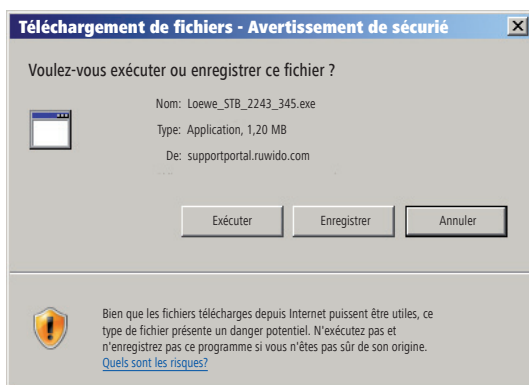 Téléchargement de fichiers - Avertissement de sécurié
Voulez-vous exécuter ou enregistrer ce fichier ?
Nom: Loewe_STB_2243_345.exe
Type: Application, 1,20 MB
De: supportportal.ruwido.com
Exécuter
Enregistrer
Annuler
Bien que les fichiers télécharges depuis Internet puissent être utiles, ce
type de fichier présente un danger potentiel. N'exécutez pas et
n'enregistrez pas ce programme si vous n'êtes pas sûr de son origine.
Quels sont les risques?